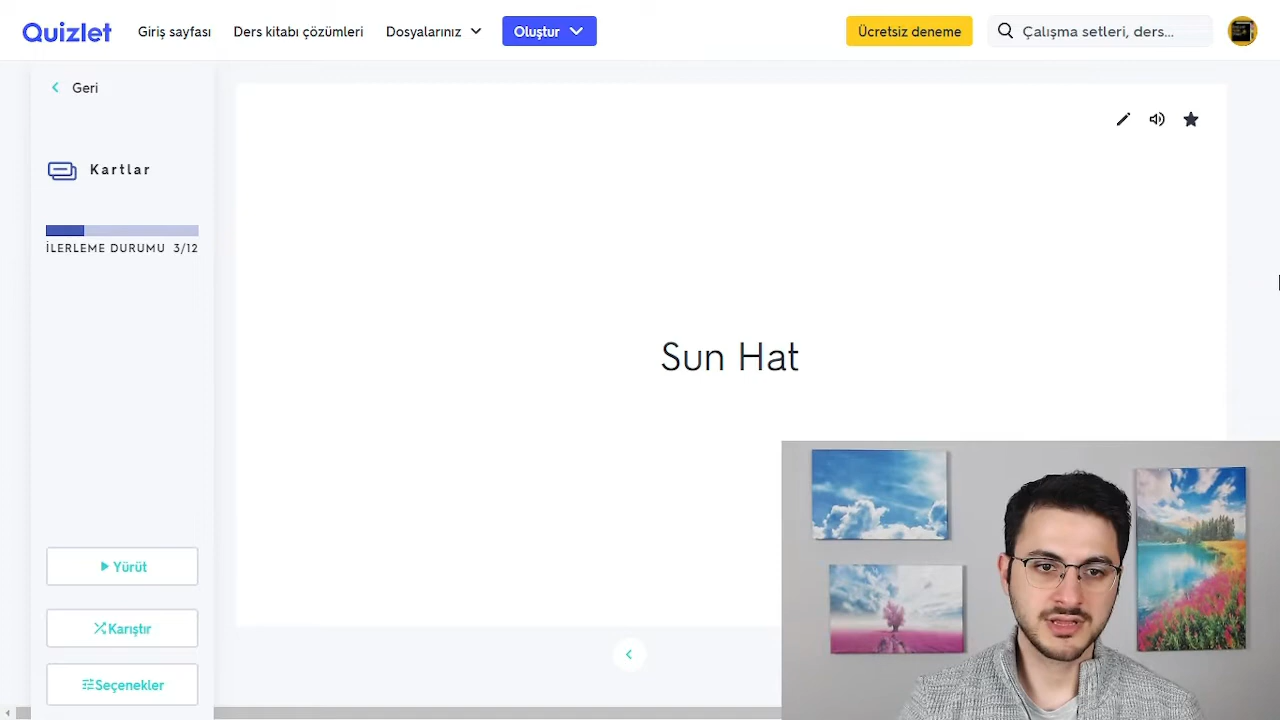 Quizlet
Giriş sayfası
Ders kitabı çözümleri
Dosyalarınız
Oluştur
Ücretsiz deneme
Çalışma setleri, ders...
Geri
Kartlar
İLERLEME DURUMU 3/12
Sun Hat
Yürüt
Karıştır
Seçenekler